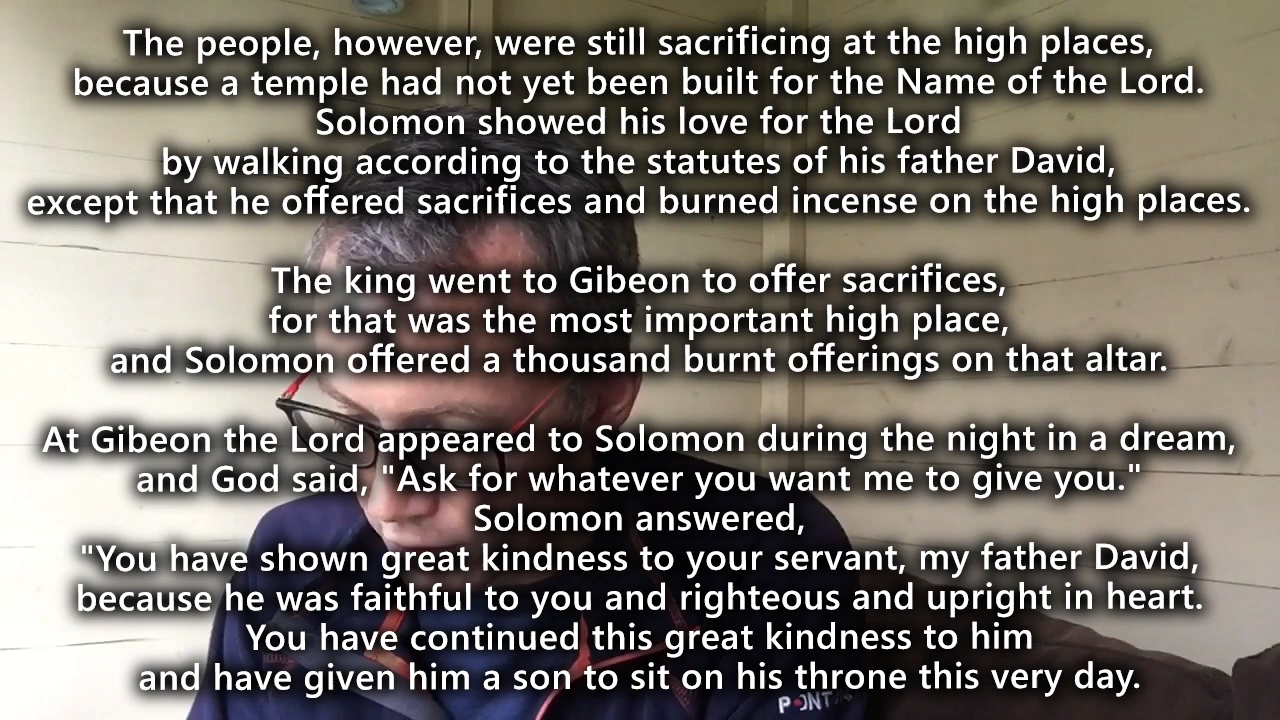 The people, however, were still sacrificing at the high places,
because a temple had not yet been built for the Name of the Lord.
Solomon showed his love for the Lord
by walking according to the statutes of his father David,
except that he offered sacrifices and burned incense on the high places.
The king went to Gibeon to offer sacrifices,
for that was the most important high place,
and Solomon offered a thousand burnt offerings on that altar.
At Gibeon the Lord appeared to Solomon during the night in a dream,
and God said, "Ask for whatever you want me to give you."
Solomon answered,
"You have shown great kindness to your servant, my father David,
because he was faithful to you and righteous and upright in heart.
You have continued this great kindness to him
and have given him a son to sit on his throne this very day.